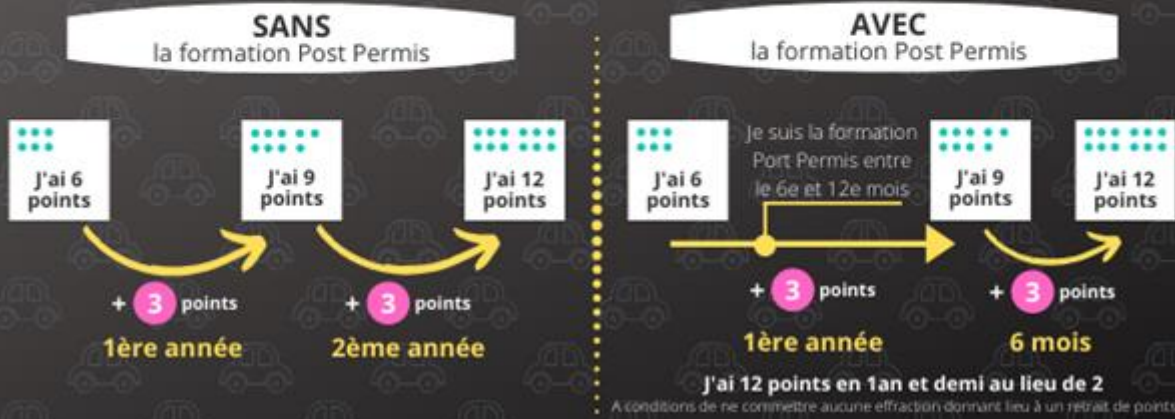 SANS
la formation Post Permis
J'ai 6
points
J'ai 9
points
J'ai 12
points
+ 3 points
+ 3 points
1ère année
2ème année
AVEC
la formation Post Permis
J'ai 6
points
Je suis la formation
Port Permis entre
le 6e et 12e mois
J'ai 9
points
J'ai 12
points
+ 3 points
+ 3 points
1ère année
6 mois
J'ai 12 points en 1an et demi au lieu de 2
A conditions de ne commettre aucune effraction donnant lieu à un retrait de points